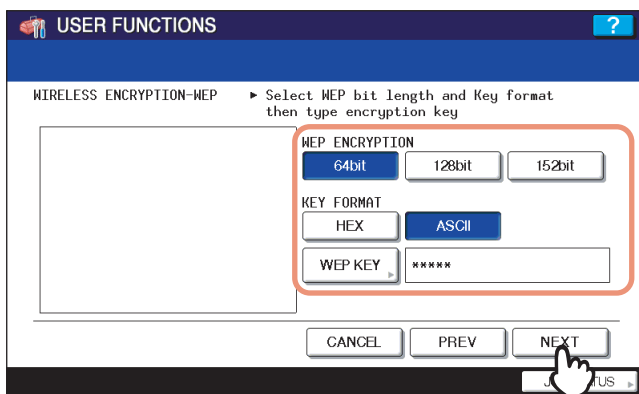 USER FUNCTIONS
?
WIRELESS ENCRYPTION-WEP
► Select WEP bit length and Key format
then type encryption key
WEP ENCRYPTION
64bit 128bit 152bit
KEY FORMAT
HEX ASCII
WEP KEY *****
CANCEL PREV NEXT